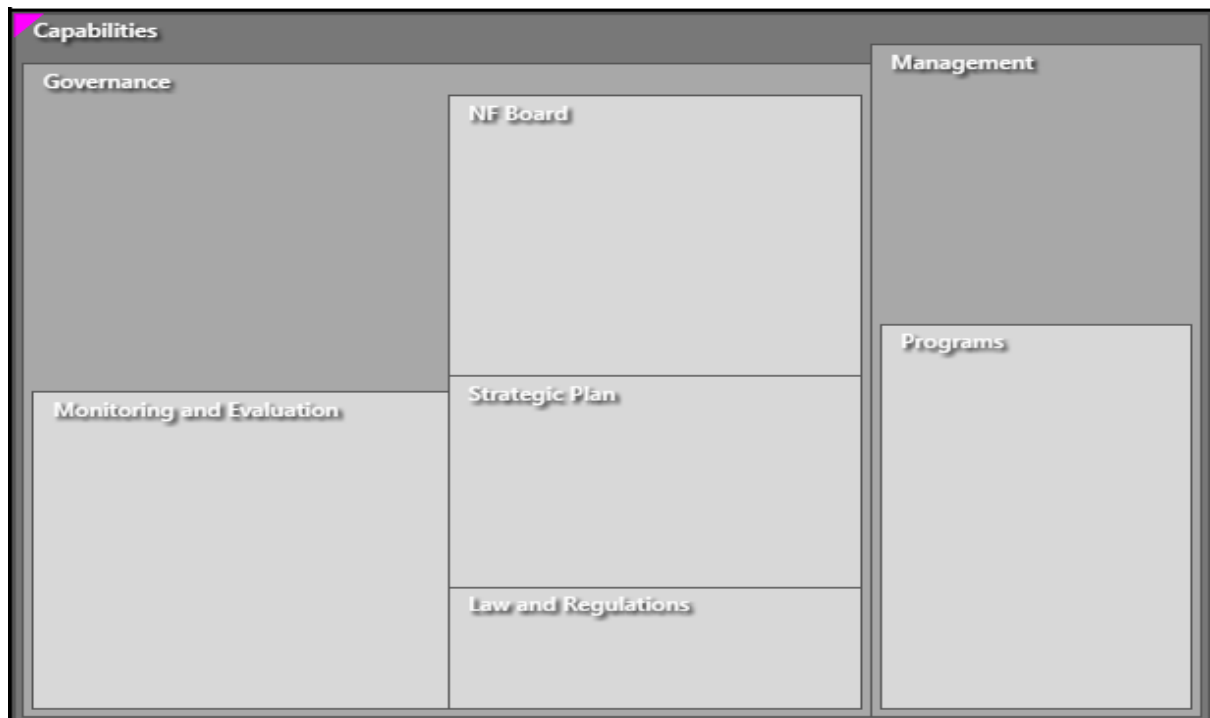 Capabilities
Governance
Management
NF Board
Programs
Strategic Plan
Monitoring and Evaluation
Law and Regulations